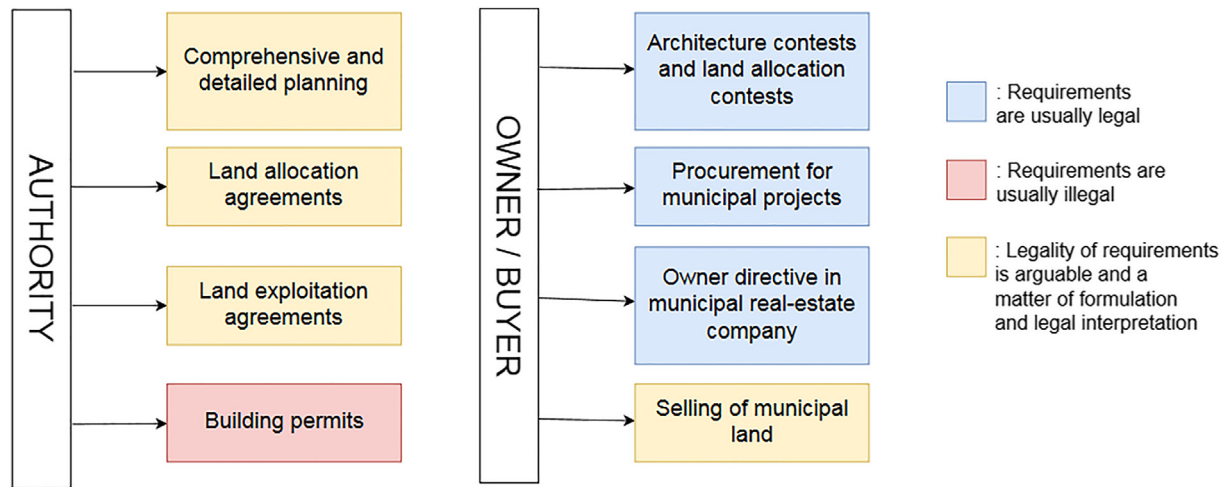 AUTHORITY
Comprehensive and
detailed planning
Land allocation
agreements
Land exploitation
agreements
Building permits
OWNER / BUYER
Architecture contests
and land allocation
contests
Procurement for
municipal projects
Owner directive in
municipal real-estate
company
Selling of municipal
land
: Requirements
are usually legal
: Requirements are
usually illegal
: Legality of requirements
is arguable and a
matter of formulation
and legal interpretation